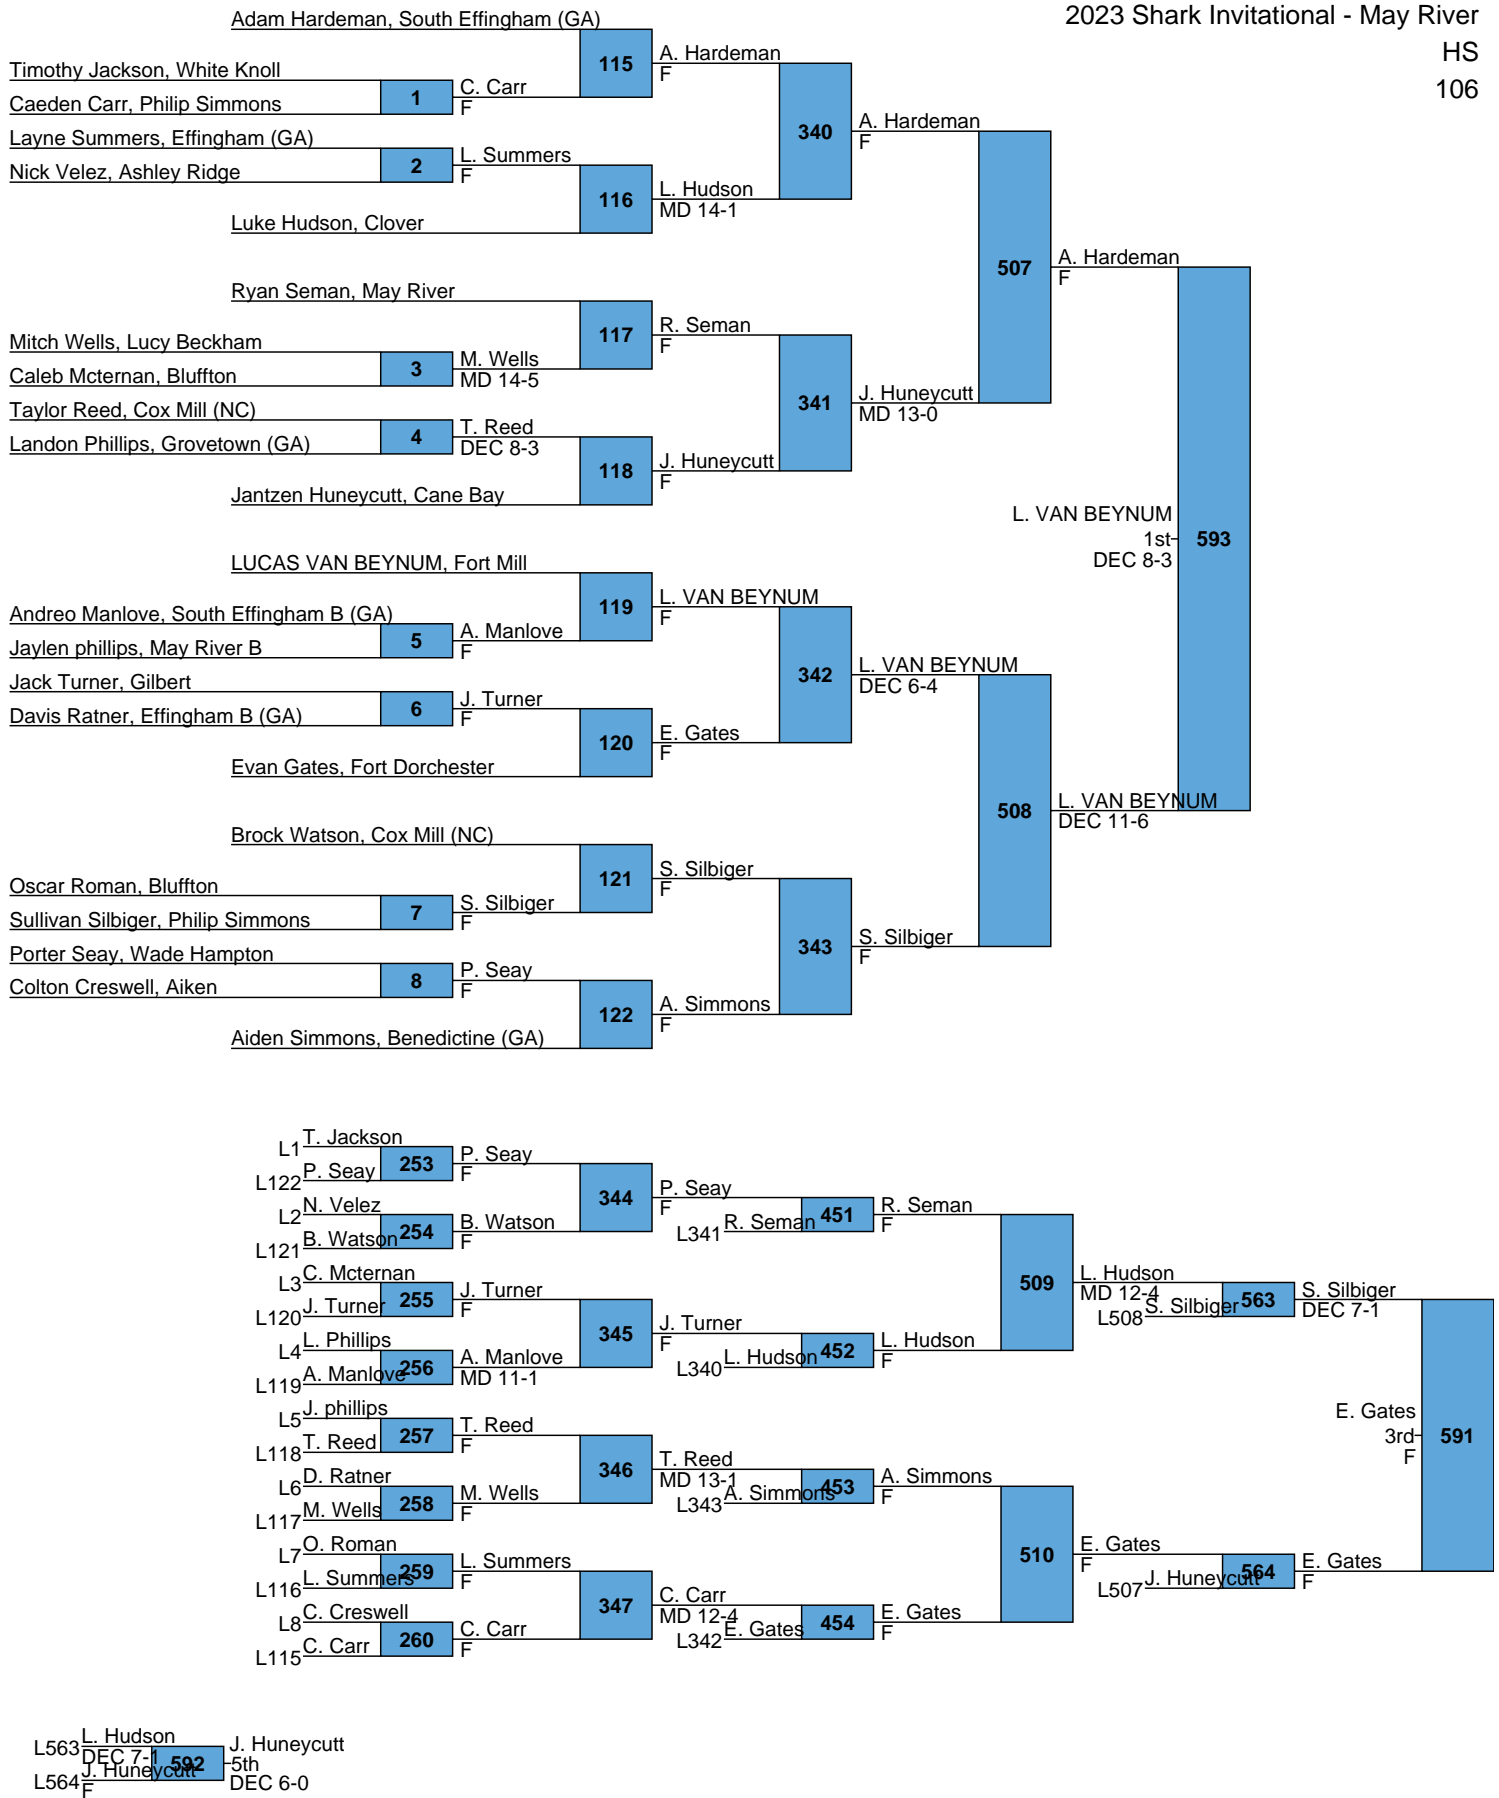 2023 Shark Invitational - May River
HS
106
Adam Hardeman, South Effingham (GA)
115
A. Hardeman
F
Timothy Jackson, White Knoll
1
C. Carr
F
Caeden Carr, Philip Simmons
340
A. Hardeman
F
Layne Summers, Effingham (GA)
2
L. Summers
F
Nick Velez, Ashley Ridge
116
L. Hudson
MD 14-1
Luke Hudson, Clover
507
A. Hardeman
F
Ryan Seman, May River
117
R. Seman
F
Mitch Wells, Lucy Beckham
3
M. Wells
MD 14-5
Caleb Mcternan, Bluffton
341
J. Huneycutt
MD 13-0
Taylor Reed, Cox Mill (NC)
4
T. Reed
DEC 8-3
Landon Phillips, Grovetown (GA)
118
J. Huneycutt
F
Jantzen Huneycutt, Cane Bay
L. VAN BEYNUM
1st
DEC 8-3
593
LUCAS VAN BEYNUM, Fort Mill
119
L. VAN BEYNUM
F
Andreo Manlove, South Effingham B (GA)
5
A. Manlove
F
Jaylen phillips, May River B
342
L. VAN BEYNUM
DEC 6-4
Jack Turner, Gilbert
6
J. Turner
F
Davis Ratner, Effingham B (GA)
120
E. Gates
F
Evan Gates, Fort Dorchester
508
L. VAN BEYNUM
DEC 11-6
Brock Watson, Cox Mill (NC)
121
S. Silbiger
F
Oscar Roman, Bluffton
7
S. Silbiger
F
Sullivan Silbiger, Philip Simmons
343
S. Silbiger
F
Porter Seay, Wade Hampton
8
P. Seay
F
Colton Creswell, Aiken
122
A. Simmons
F
Aiden Simmons, Benedictine (GA)
L1 T. Jackson
253
P. Seay
F
L122 P. Seay
344
P. Seay
F
L2 N. Velez
254
B. Watson
F
L121 B. Watson
L341 R. Seman
451
R. Seman
F
L3 C. Mcternan
255
J. Turner
F
L120 J. Turner
345
J. Turner
F
L4 L. Phillips
256
A. Manlove
MD 11-1
L119 A. Manlove
L340 L. Hudson
452
L. Hudson
F
509
L. Hudson
MD 12-4
L508 S. Silbiger
563
S. Silbiger
DEC 7-1
L5 J. phillips
257
T. Reed
F
L118 T. Reed
346
T. Reed
MD 13-1
L6 D. Ratner
258
M. Wells
F
L117 M. Wells
L343 A. Simmons
453
A. Simmons
F
E. Gates
3rd
F
591
L7 O. Roman
259
L. Summers
F
L116 L. Summers
347
C. Carr
MD 12-4
L8 C. Creswell
260
C. Carr
F
L115 C. Carr
L342 E. Gates
454
E. Gates
F
510
E. Gates
F
L507 J. Huneycutt
564
E. Gates
F
L563 L. Hudson
DEC 7-1
592
J. Huneycutt
5th
DEC 6-0
L564 J. Huneycutt
F